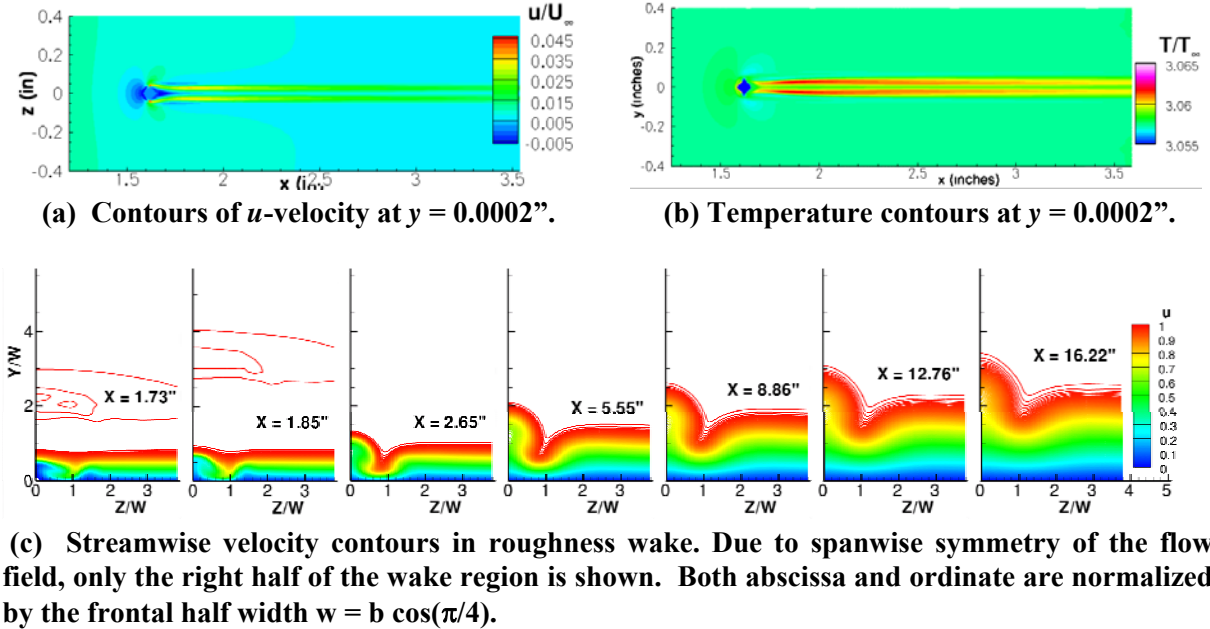 0.4
0.2
0
-0.2
-0.4
z (in)
1.5
2
2.5
3
3.5
u/U∞
0.045
0.035
0.025
0.015
0.005
-0.005
0.4
0.2
0
-0.2
-0.4
y (inches)
1.5
2
2.5
3
3.5
x (inches)
T/T∞
3.065
3.06
3.055
(a) Contours of u-velocity at y = 0.0002”.
(b) Temperature contours at y = 0.0002”.
Y/W
4
2
0
X = 1.73"
X = 1.85"
X = 2.65"
X = 5.55"
X = 8.86"
X = 12.76"
X = 16.22"
u
1
0.9
0.8
0.7
0.6
0.5
0.4
0.3
0.2
0.1
0
0 1 2 3
0 1 2 3
0 1 2 3
0 1 2 3
0 1 2 3
0 1 2 3
0 1 2 3 4 5
Z/W
Z/W
Z/W
Z/W
Z/W
Z/W
Z/W
(c) Streamwise velocity contours in roughness wake. Due to spanwise symmetry of the flow
field, only the right half of the wake region is shown. Both abscissa and ordinate are normalized
by the frontal half width w = b cos(π/4).